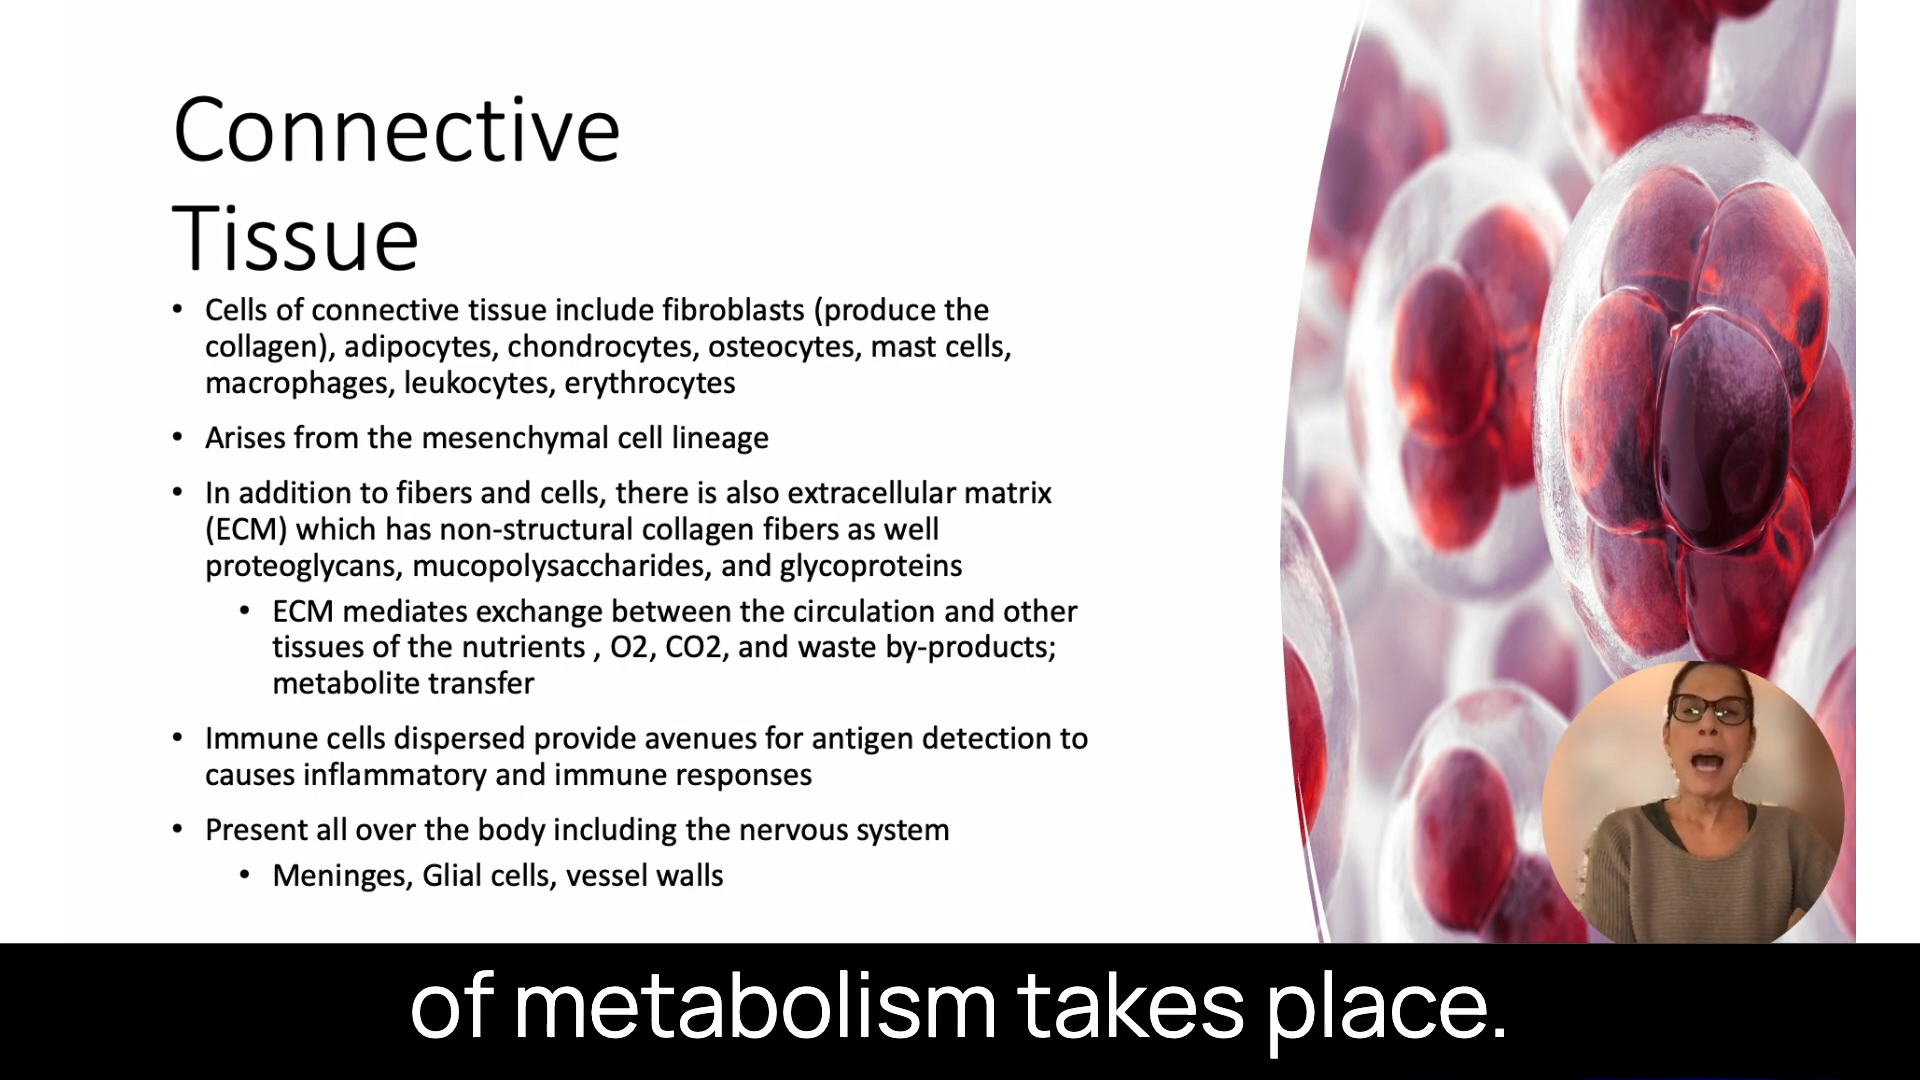 Connective
Tissue
• Cells of connective tissue include fibroblasts (produce the
collagen), adipocytes, chondrocytes, osteocytes, mast cells,
macrophages, leukocytes, erythrocytes
• Arises from the mesenchymal cell lineage
• In addition to fibers and cells, there is also extracellular matrix
(ECM) which has non-structural collagen fibers as well
proteoglycans, mucopolysaccharides, and glycoproteins
• ECM mediates exchange between the circulation and other
tissues of the nutrients , O2, CO2, and waste by-products;
metabolite transfer
• Immune cells dispersed provide avenues for antigen detection to
causes inflammatory and immune responses
• Present all over the body including the nervous system
• Meninges, Glial cells, vessel walls
of metabolism takes place.